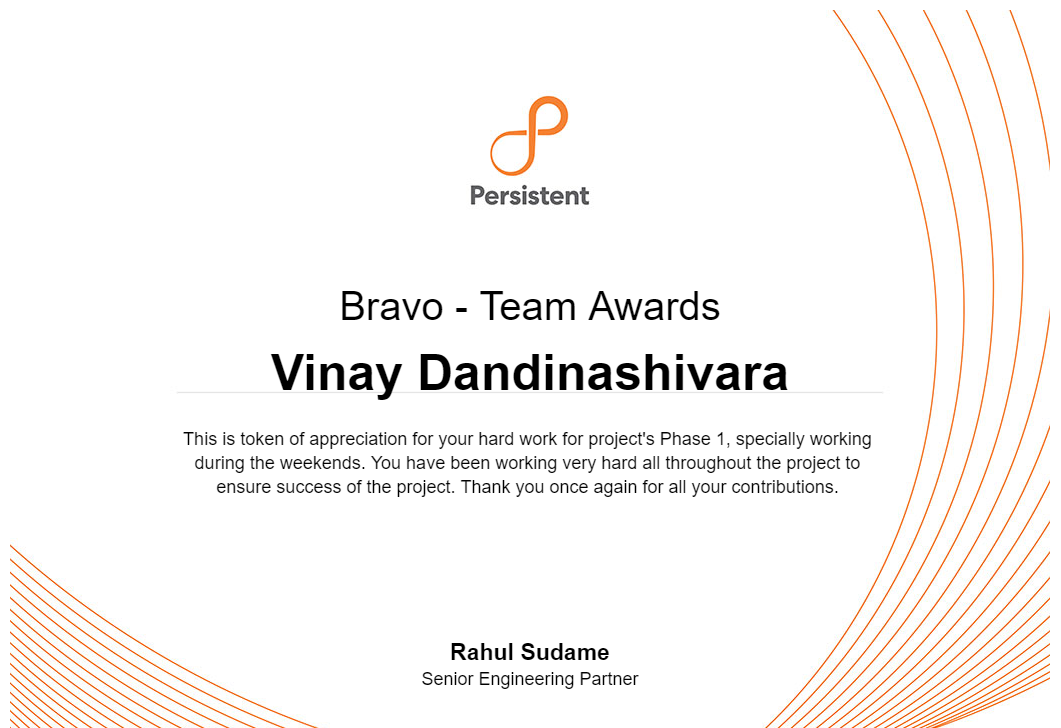 Persistent
Bravo - Team Awards
Vinay Dandinashivara
This is token of appreciation for your hard work for project's Phase 1, specially working
during the weekends. You have been working very hard all throughout the project to
ensure success of the project. Thank you once again for all your contributions.
Rahul Sudame
Senior Engineering Partner